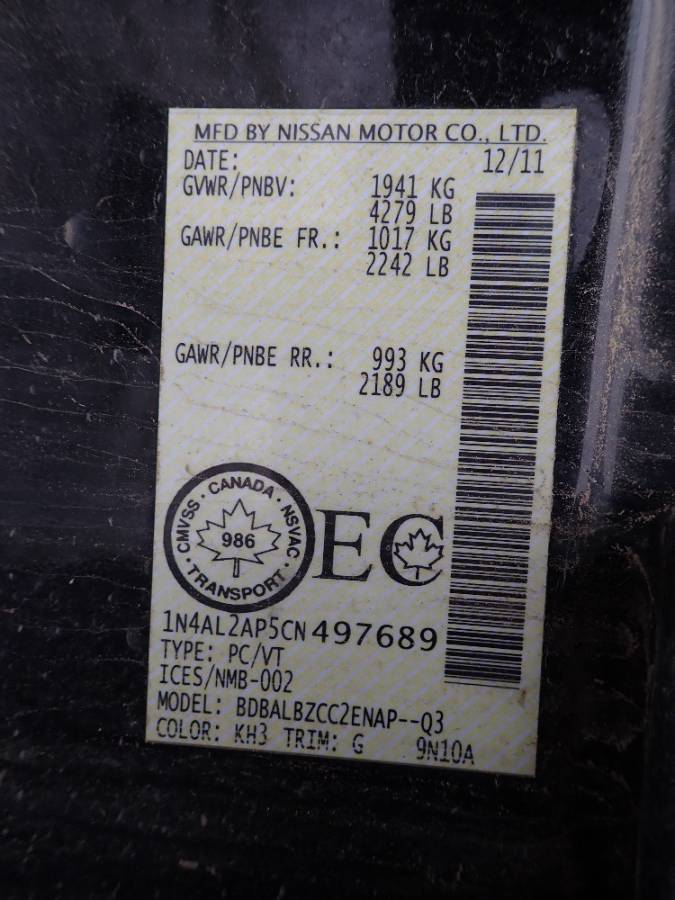 MFD BY NISSAN MOTOR CO., LTD.
DATE: 12/11
GVWR/PNBV: 1941 KG
4279 LB
GAWR/PNBE FR.: 1017 KG
2242 LB
GAWR/PNBE RR.: 993 KG
2189 LB
CMVSS · CANADA · NSVAC · TRANSPORT ·
986
EC
1N4AL2AP5CN497689
TYPE: PC/VT
ICES/NMB-002
MODEL: BDBALBZCC2ENAP--Q3
COLOR: KH3 TRIM: G 9N10A